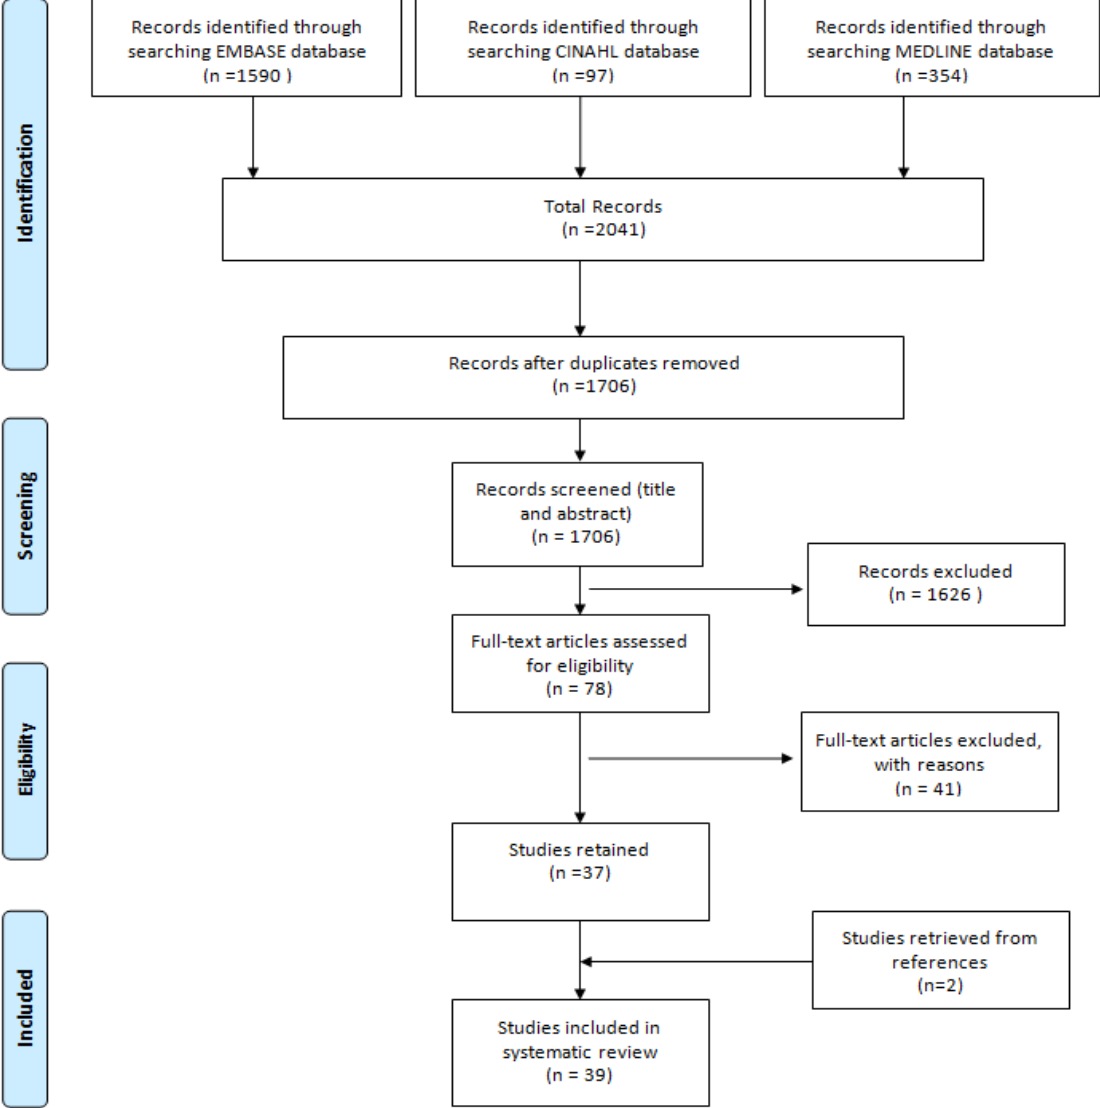 Records identified through
searching EMBASE database
(n =1590 )
Records identified through
searching CINAHL database
(n =97)
Records identified through
searching MEDLINE database
(n =354)
Identification
Total Records
(n =2041)
Records after duplicates removed
(n =1706)
Screening
Records screened (title
and abstract)
(n = 1706)
Records excluded
(n = 1626 )
Full-text articles assessed
for eligibility
(n = 78)
Eligibility
Full-text articles excluded,
with reasons
(n = 41)
Studies retained
(n =37)
Included
Studies retrieved from
references
(n=2)
Studies included in
systematic review
(n = 39)